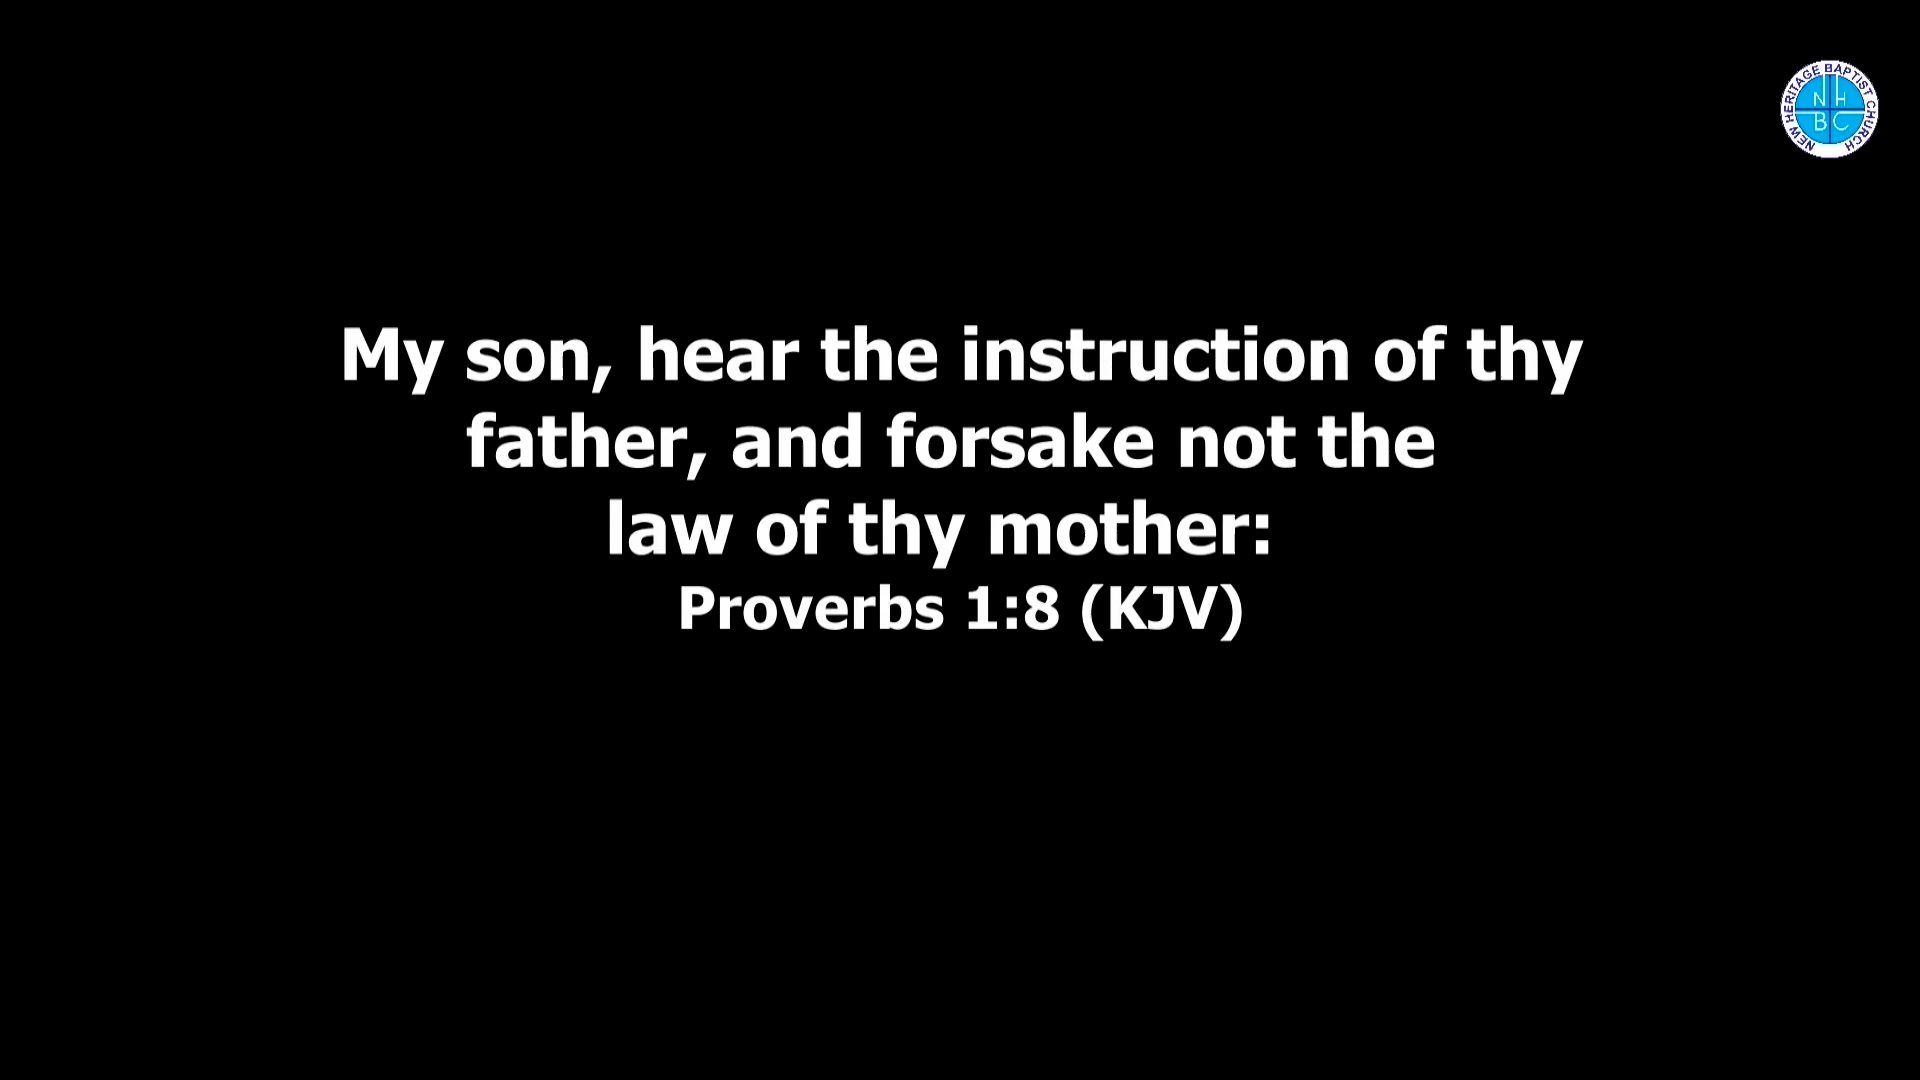 NEW HERITAGE BAPTIST CHURCH
N H
B C
My son, hear the instruction of thy
father, and forsake not the
law of thy mother:
Proverbs 1:8 (KJV)